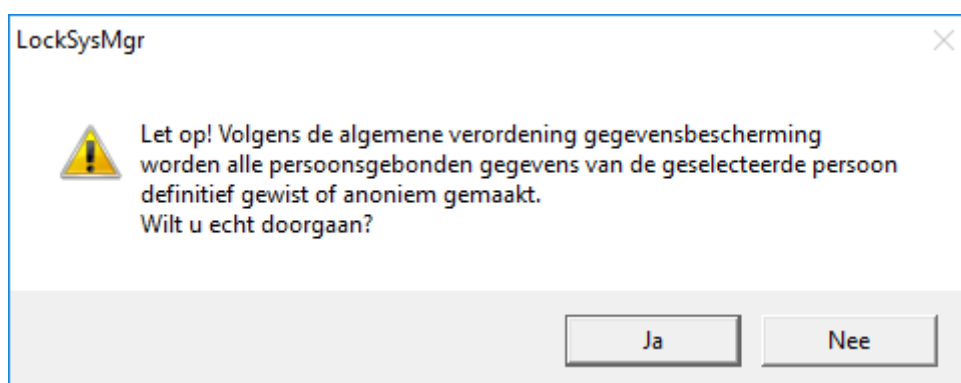 LockSysMgr
Let op! Volgens de algemene verordening gegevensbescherming
worden alle persoonsgebonden gegevens van de geselecteerde persoon
definitief gewist of anoniem gemaakt.
Wilt u echt doorgaan?
Ja
Nee